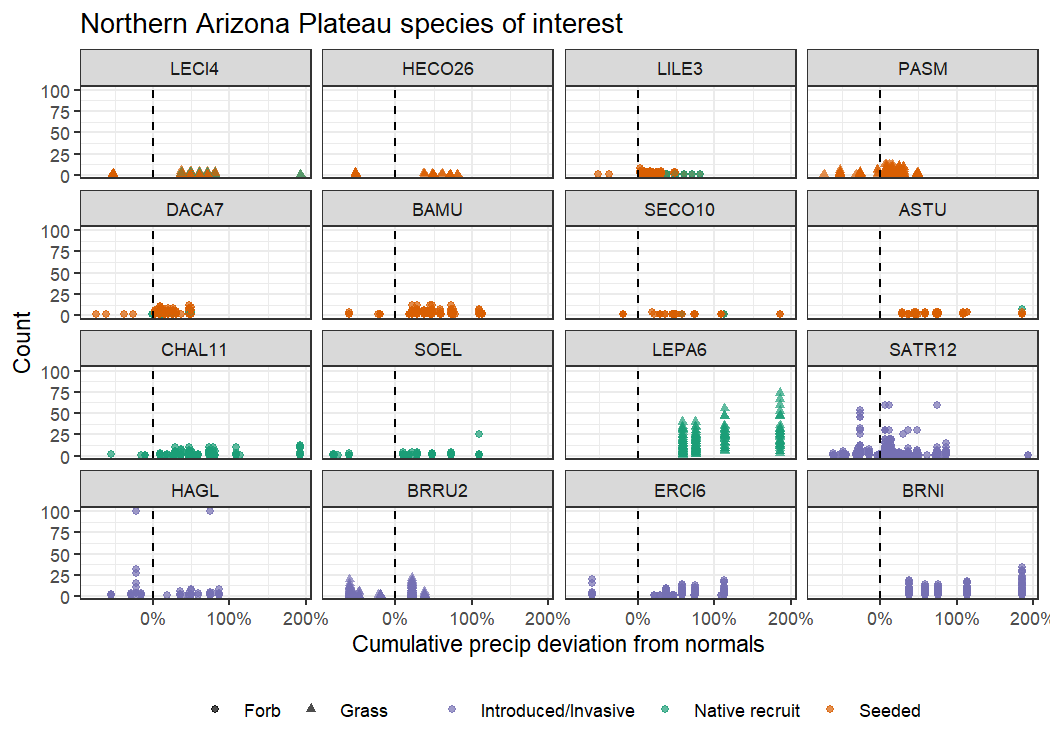 Northern Arizona Plateau species of interest
LECI4 HECO26 LILE3 PASM
100
75
50
25
0
DACA7 BAMU SECO10 ASTU
100
75
50
25
0
Count
CHAL11 SOEL LEPA6 SATR12
100
75
50
25
0
HAGL BRRU2 ERCI6 BRNI
100
75
50
25
0
0% 100% 200% 0% 100% 200% 0% 100% 200% 0% 100% 200%
Cumulative precip deviation from normals
Forb Grass Introduced/Invasive Native recruit Seeded